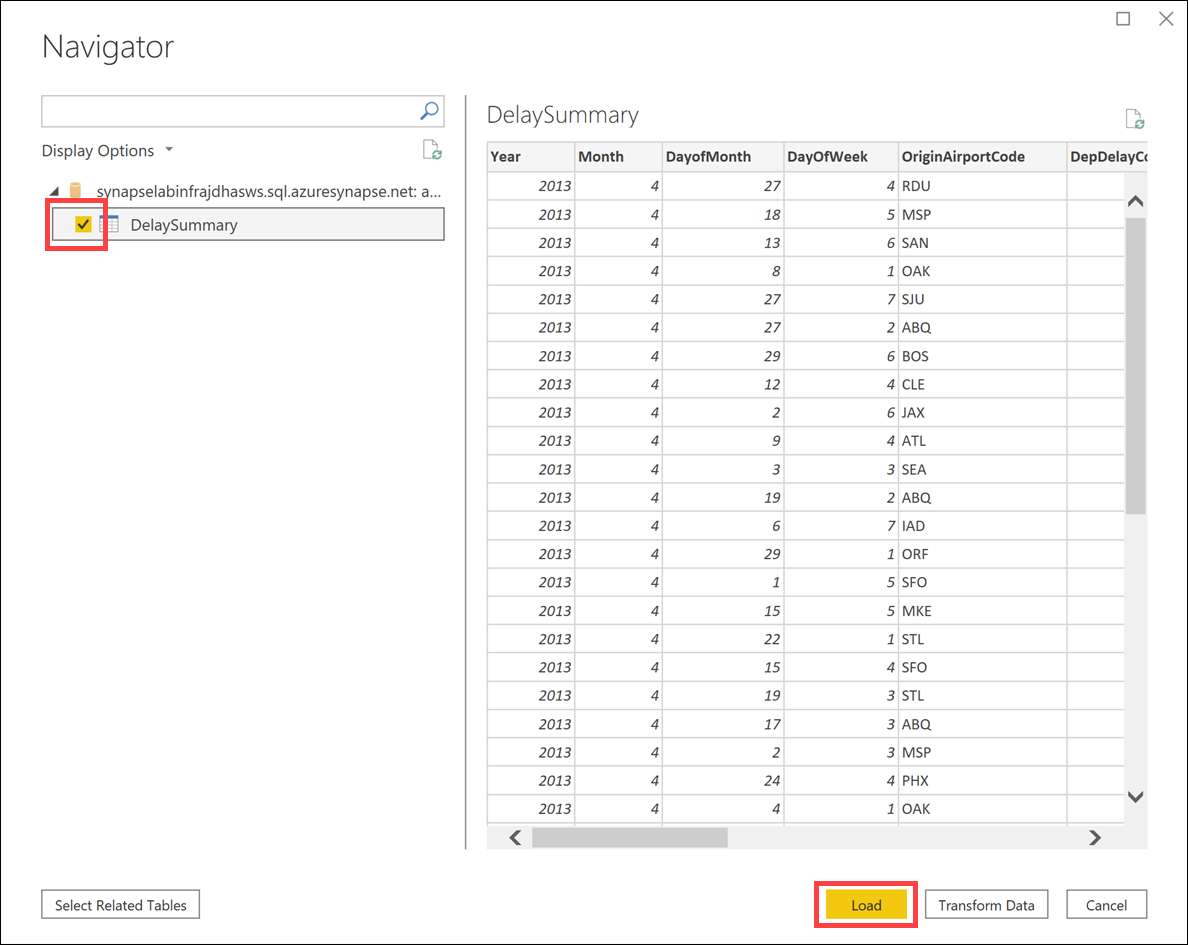 Navigator
Display Options
synapselabinfrajdhasws.sql.azuresynapse.net: a...
DelaySummary
DelaySummary
Year Month DayofMonth DayOfWeek OriginAirportCode DepDelayCo
2013 4 27 4 RDU
2013 4 18 5 MSP
2013 4 13 6 SAN
2013 4 8 1 OAK
2013 4 27 7 SJU
2013 4 27 2 ABQ
2013 4 29 6 BOS
2013 4 12 4 CLE
2013 4 2 6 JAX
2013 4 9 4 ATL
2013 4 3 3 SEA
2013 4 19 2 ABQ
2013 4 6 7 IAD
2013 4 29 1 ORF
2013 4 1 5 SFO
2013 4 15 5 MKE
2013 4 22 1 STL
2013 4 15 4 SFO
2013 4 19 3 STL
2013 4 17 3 ABQ
2013 4 2 3 MSP
2013 4 24 4 PHX
2013 4 4 1 OAK
Select Related Tables Load Transform Data Cancel